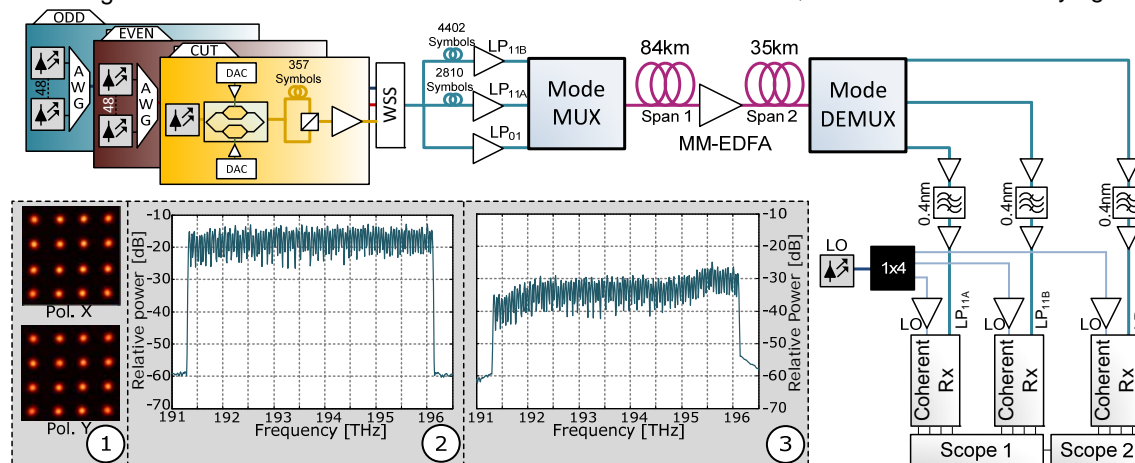 ODD
EVEN
CUT
48
AWG
48
AWG
DAC
DAC
357
Symbols
WSS
4402
Symbols
2810
Symbols
LP11B
LP11A
LP01
Mode
MUX
84km
Span 1
MM-EDFA
35km
Span 2
Mode
DEMUX
0.4nm
0.4nm
0.4nm
LO
1x4
LO
LP11A
LO
LP11B
LO
Coherent
Rx
Coherent
Rx
Coherent
Rx
Scope 1
Scope 2
Pol. X
Pol. Y
1
Relative power [dB]
-10
-20
-30
-40
-50
-60
-70
191
192
193
194
195
196
Frequency [THz]
2
-10
-20
-30
-40
-50
-60
-70
Relative Power [dB]
191
192
193
194
195
196
Frequency [THz]
3